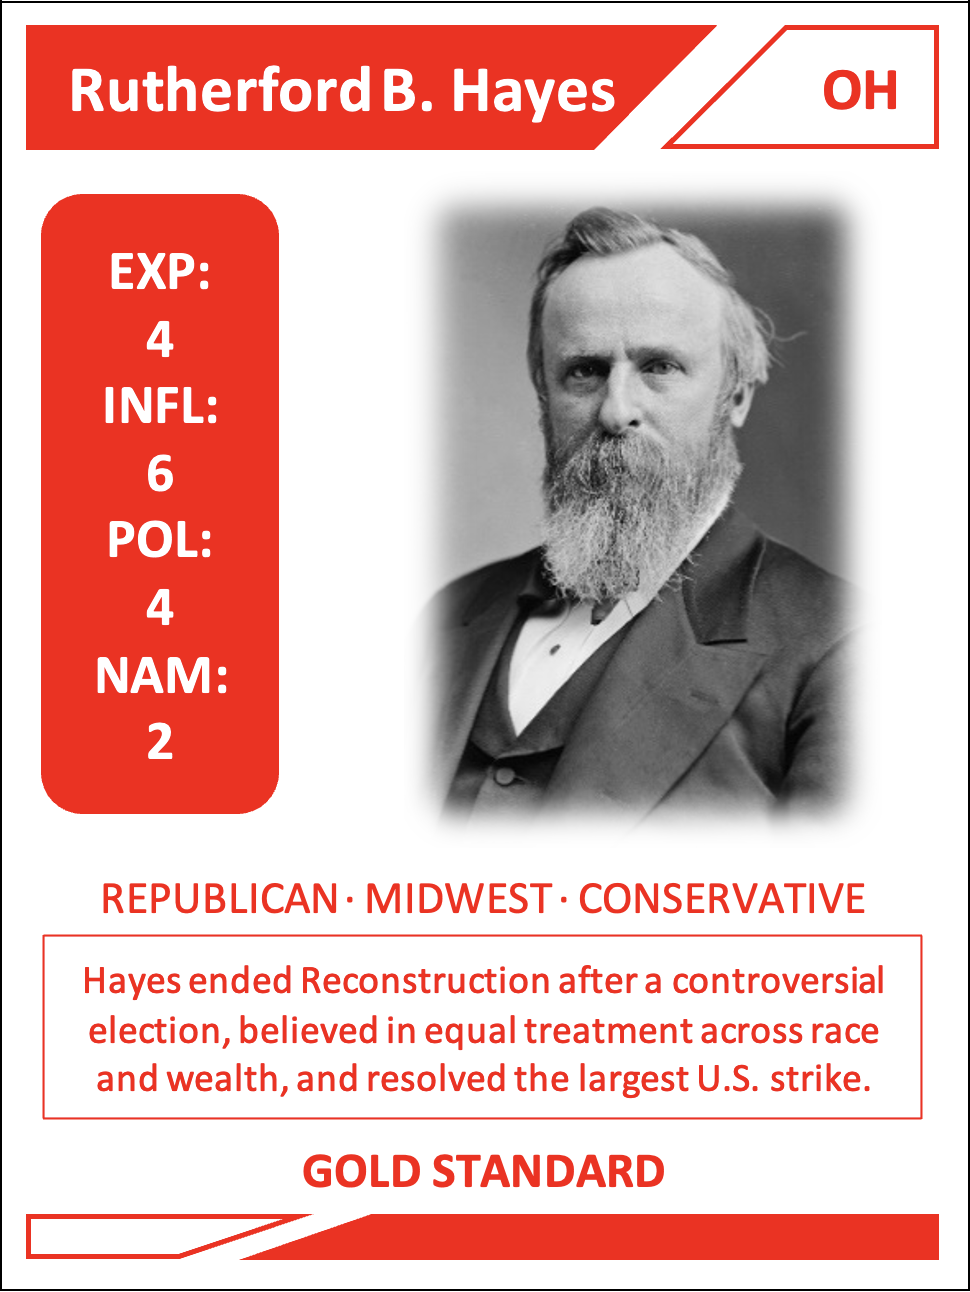 Rutherford B. Hayes
OH
EXP:
4
INFL:
6
POL:
4
NAM:
2
REPUBLICAN · MIDWEST · CONSERVATIVE
Hayes ended Reconstruction after a controversial
election, believed in equal treatment across race
and wealth, and resolved the largest U.S. strike.
GOLD STANDARD